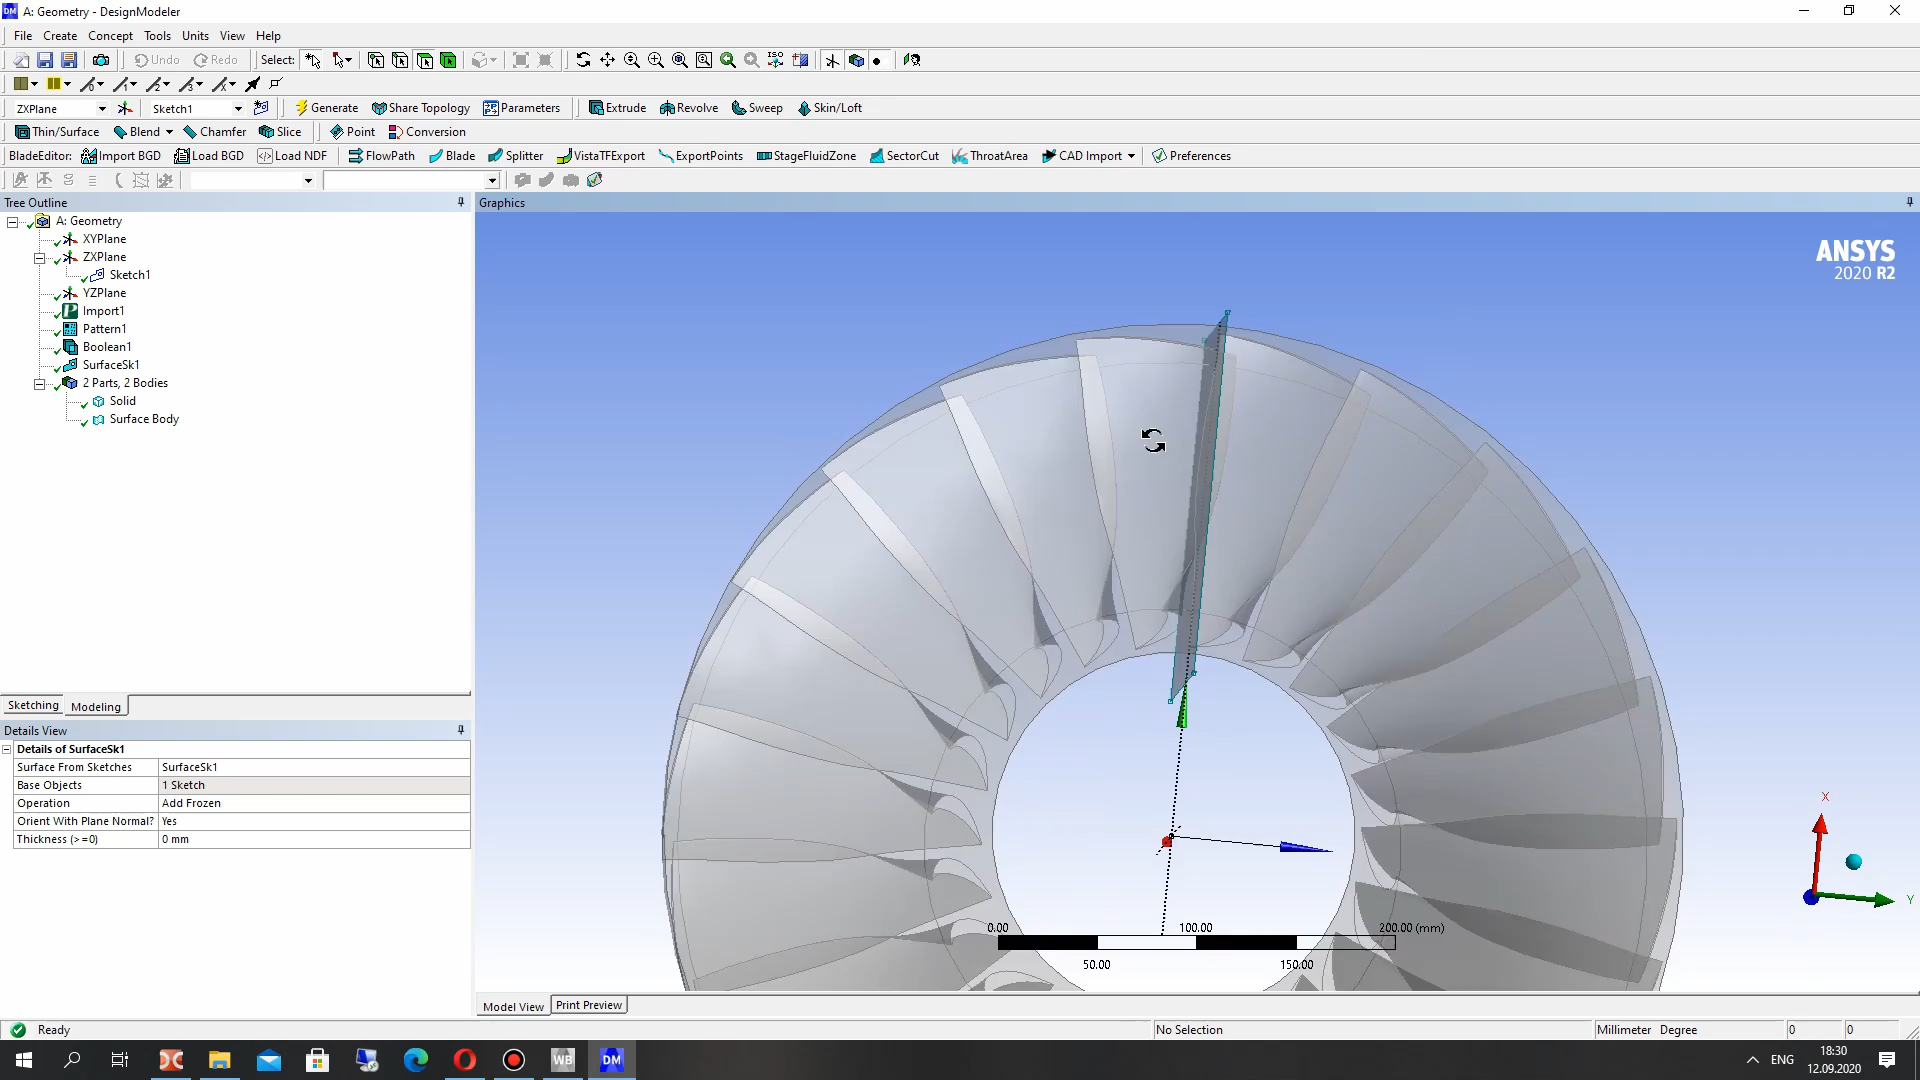 A: Geometry - DesignModeler
File Create Concept Tools Units View Help
Undo Redo Select:
ZXPlane Sketch1 Generate Share Topology Parameters Extrude Revolve Sweep Skin/Loft
Thin/Surface Blend Chamfer Slice Point Conversion
BladeEditor: Import BGD Load BGD Load NDF FlowPath Blade Splitter VistaTFExport ExportPoints StageFluidZone SectorCut ThroatArea CAD Import Preferences
Tree Outline
Graphics
A: Geometry
XYPlane
ZXPlane
Sketch1
YZPlane
Import1
Pattern1
Boolean1
SurfaceSk1
2 Parts, 2 Bodies
Solid
Surface Body
ANSYS
2020 R2
Sketching Modeling
Details View
Details of SurfaceSk1
Surface From Sketches SurfaceSk1
Base Objects 1 Sketch
Operation Add Frozen
Orient With Plane Normal? Yes
Thickness (>=0) 0 mm
X
Y
0.00 100.00 200.00 (mm)
50.00 150.00
Model View Print Preview
Ready No Selection Millimeter Degree 0 0
WB DM ENG 18:30
12.09.2020